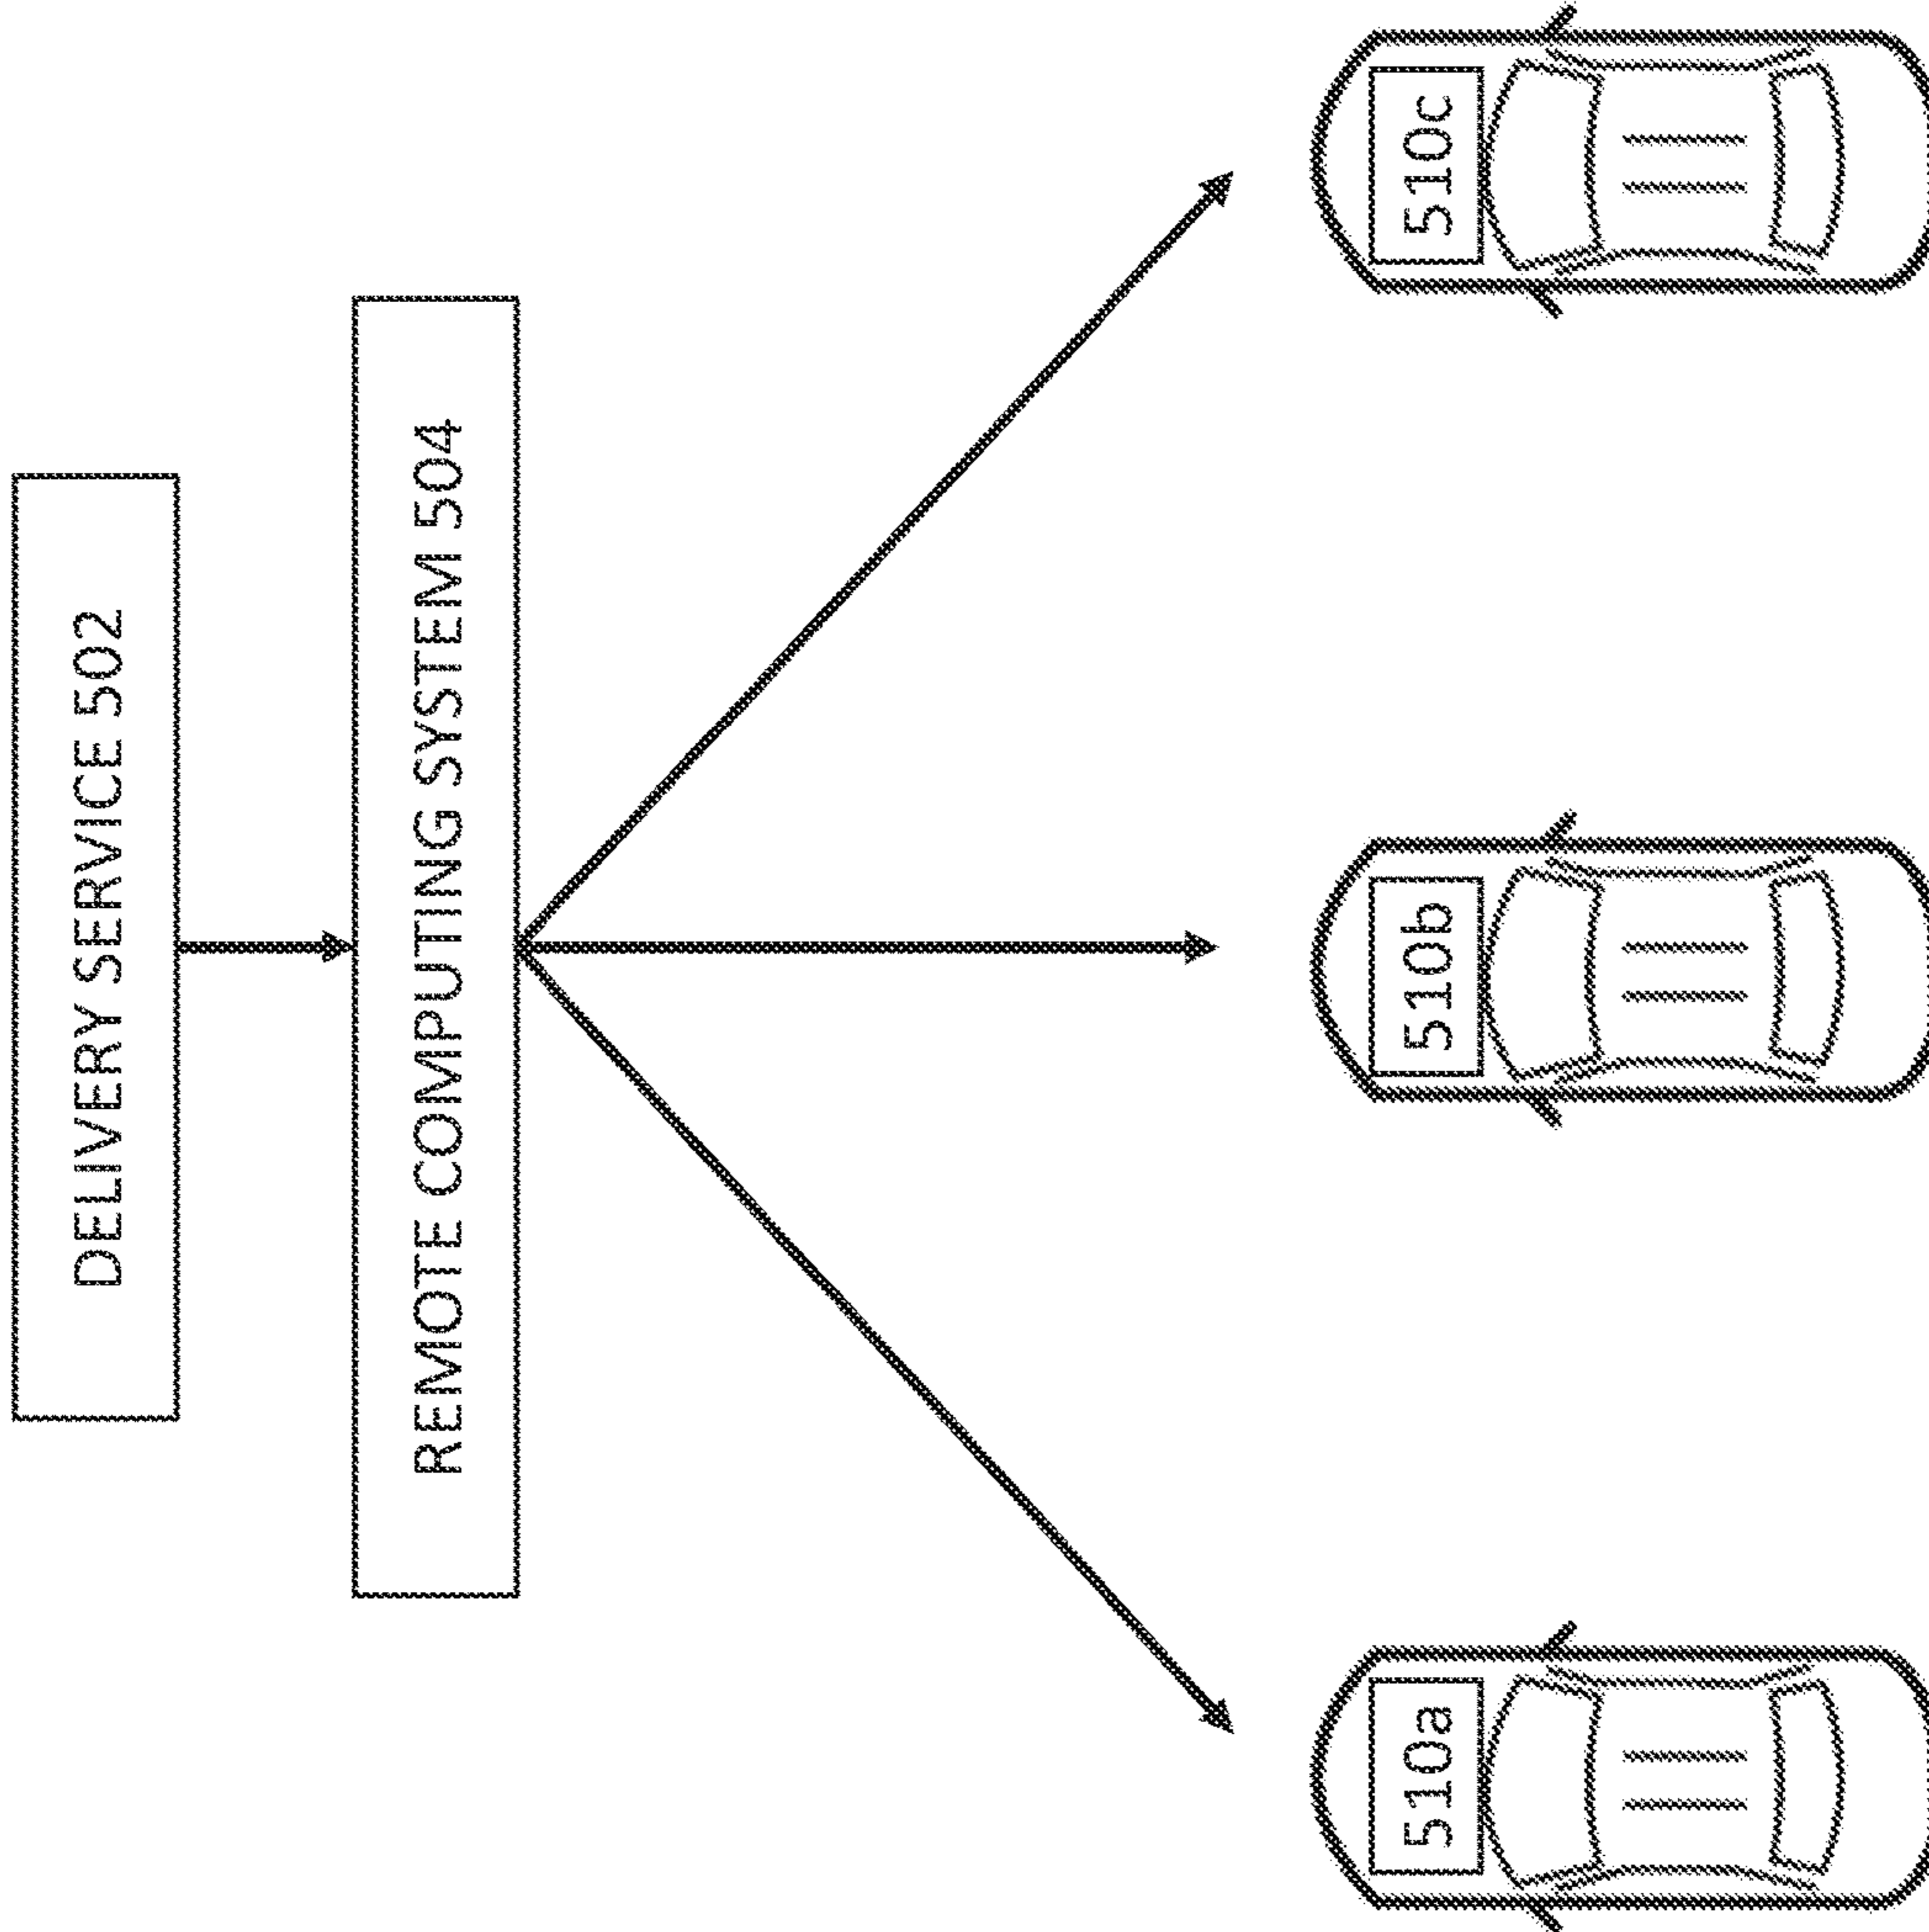 DELIVERY SERVICE 502
REMOTE COMPUTING SYSTEM 504
510a
510b
510c